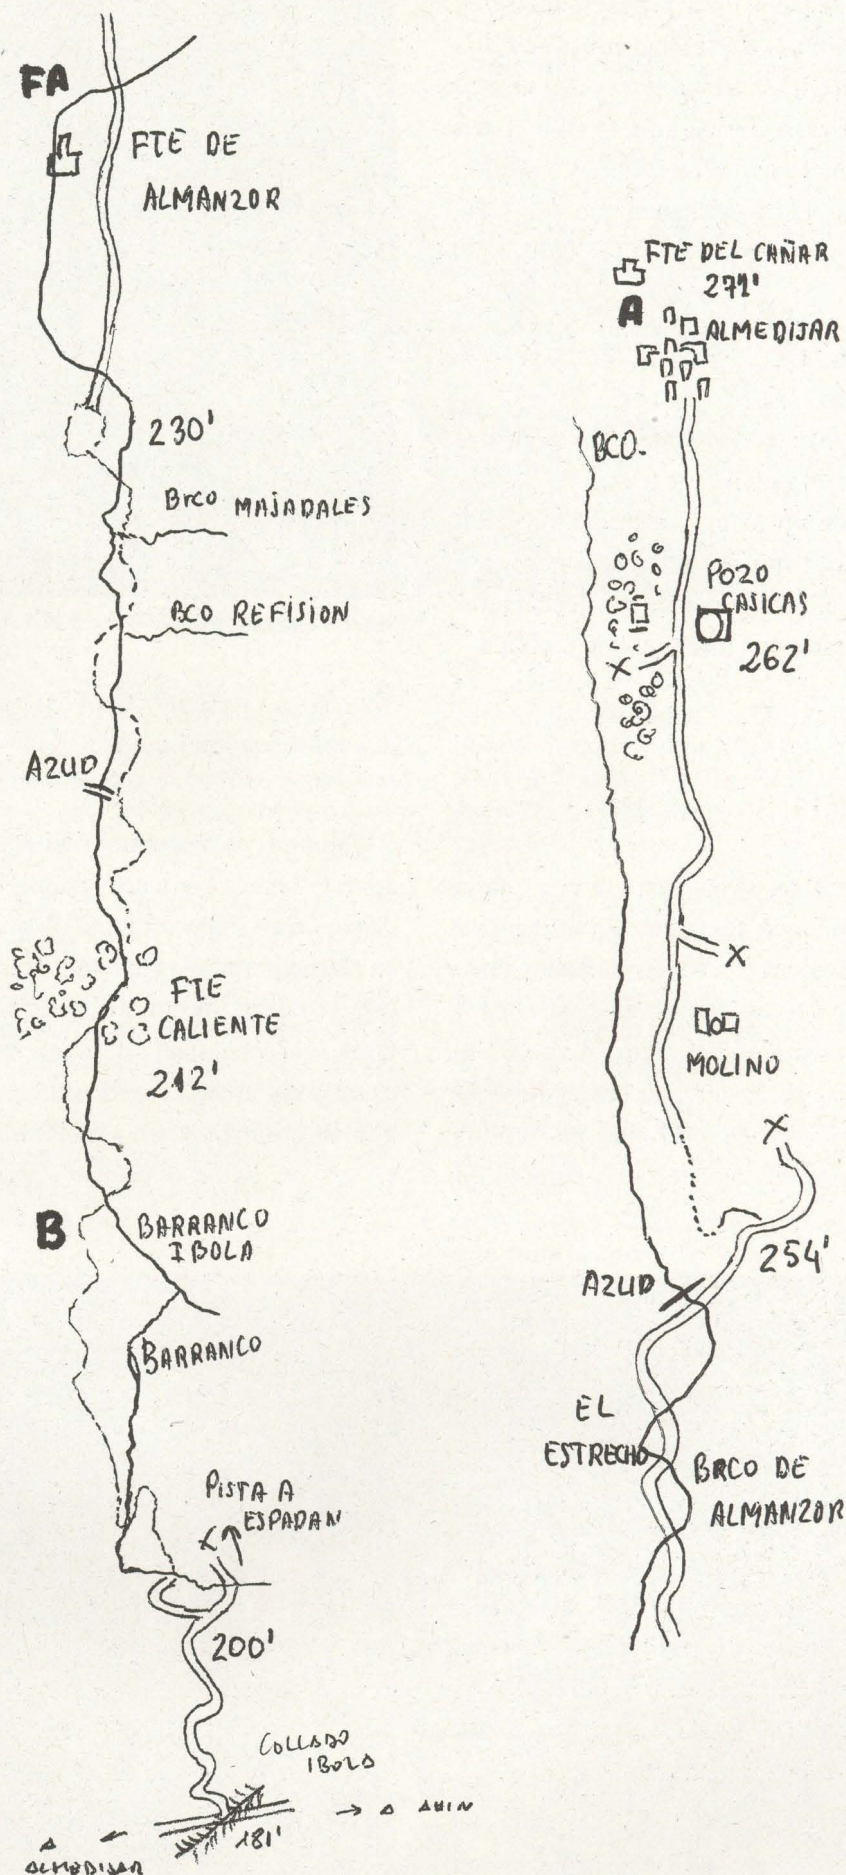 FA
FTE DE
ALMANZOR
230'
Brco MAJADALES
BCO REFISION
AZUD
FTE
CALIENTE
212'
B
BARRANCO
IBOLA
BARRANCO
PISTA A
ESPADAN
X
200'
COLLADO
IBOLA
→ A AHIN
181'
A ←
ALMEDIJAR
FTE DEL CAÑAR
271'
A
ALMEDIJAR
BCO.
POZO
CASICAS
262'
X
X
MOLINO
X
254'
AZUD
EL
ESTRECHO
BRCO DE
ALMANZOR